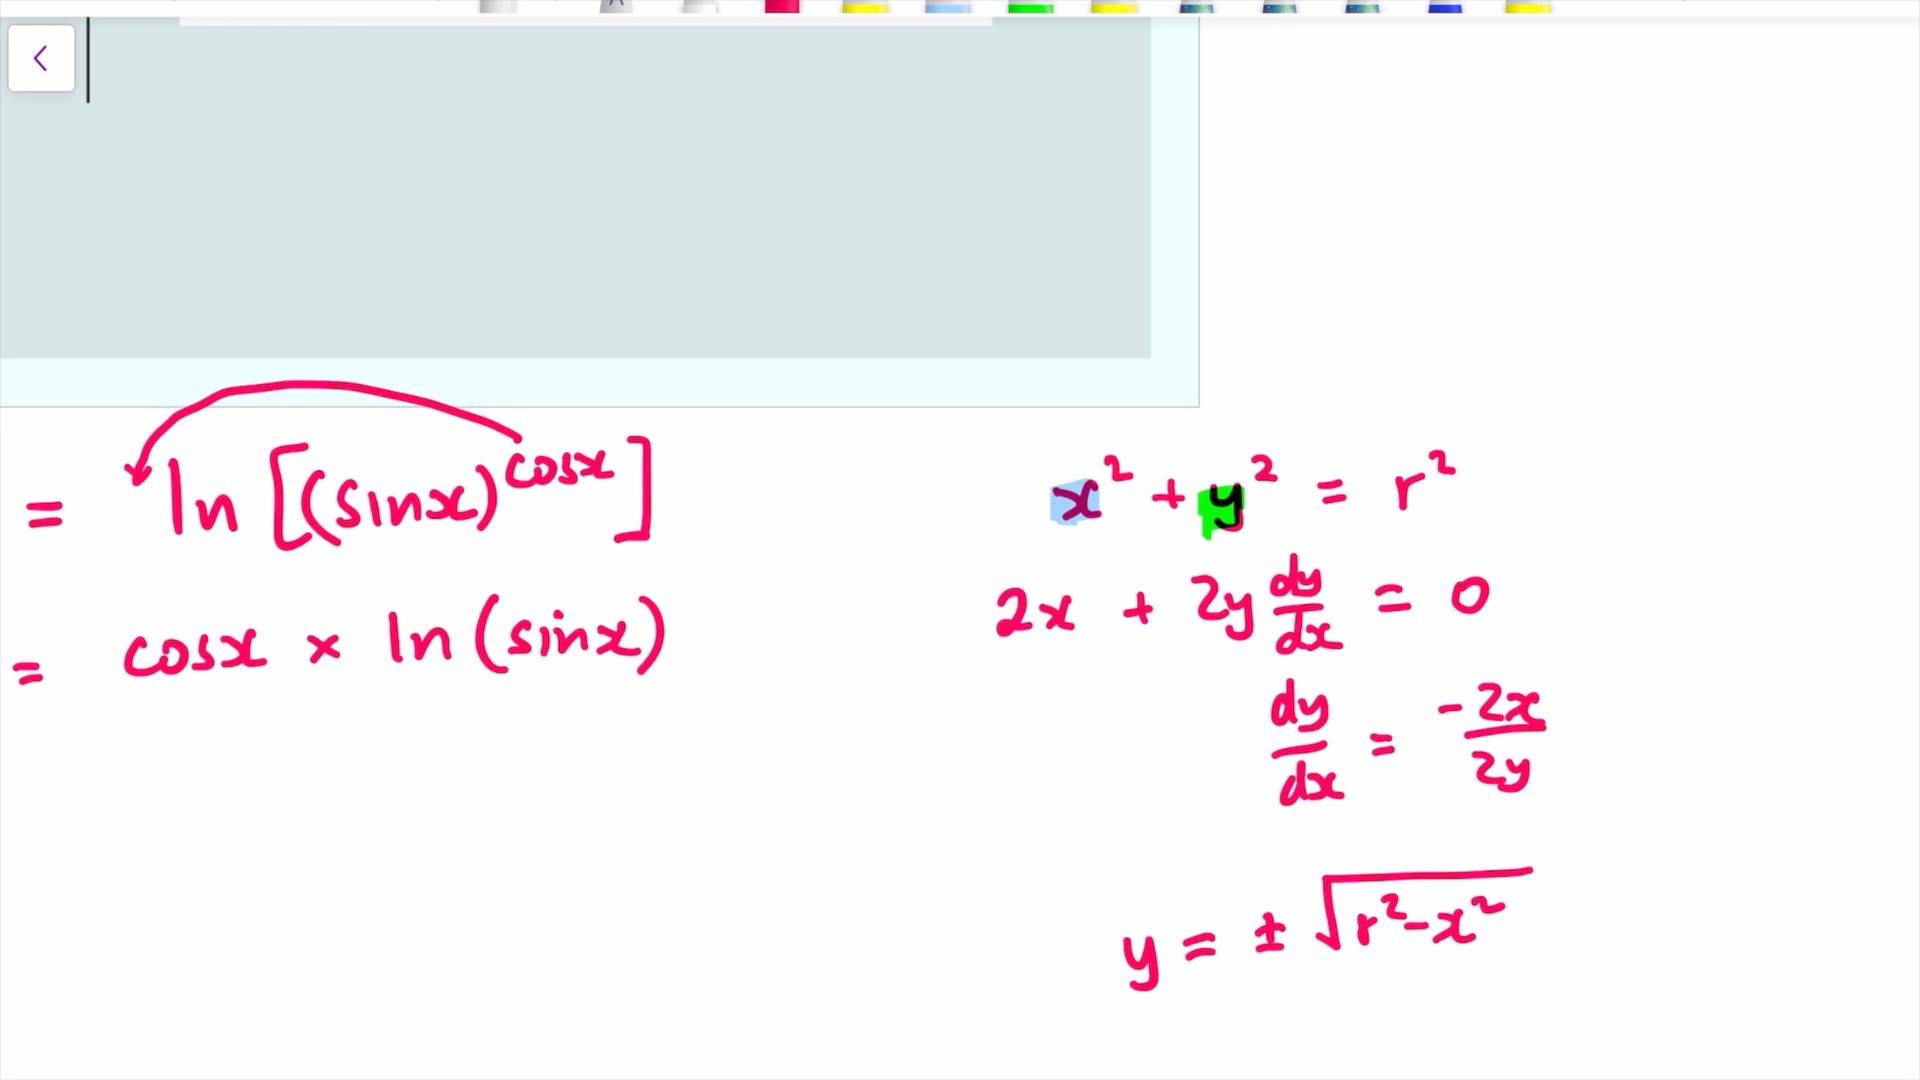 = ln [(sinx)^cosx]
= cosx × ln (sinx)
x² + y² = r²
2x + 2y dy/dx = 0
dy/dx = -2x/2y
y = ± √(r²-x²)